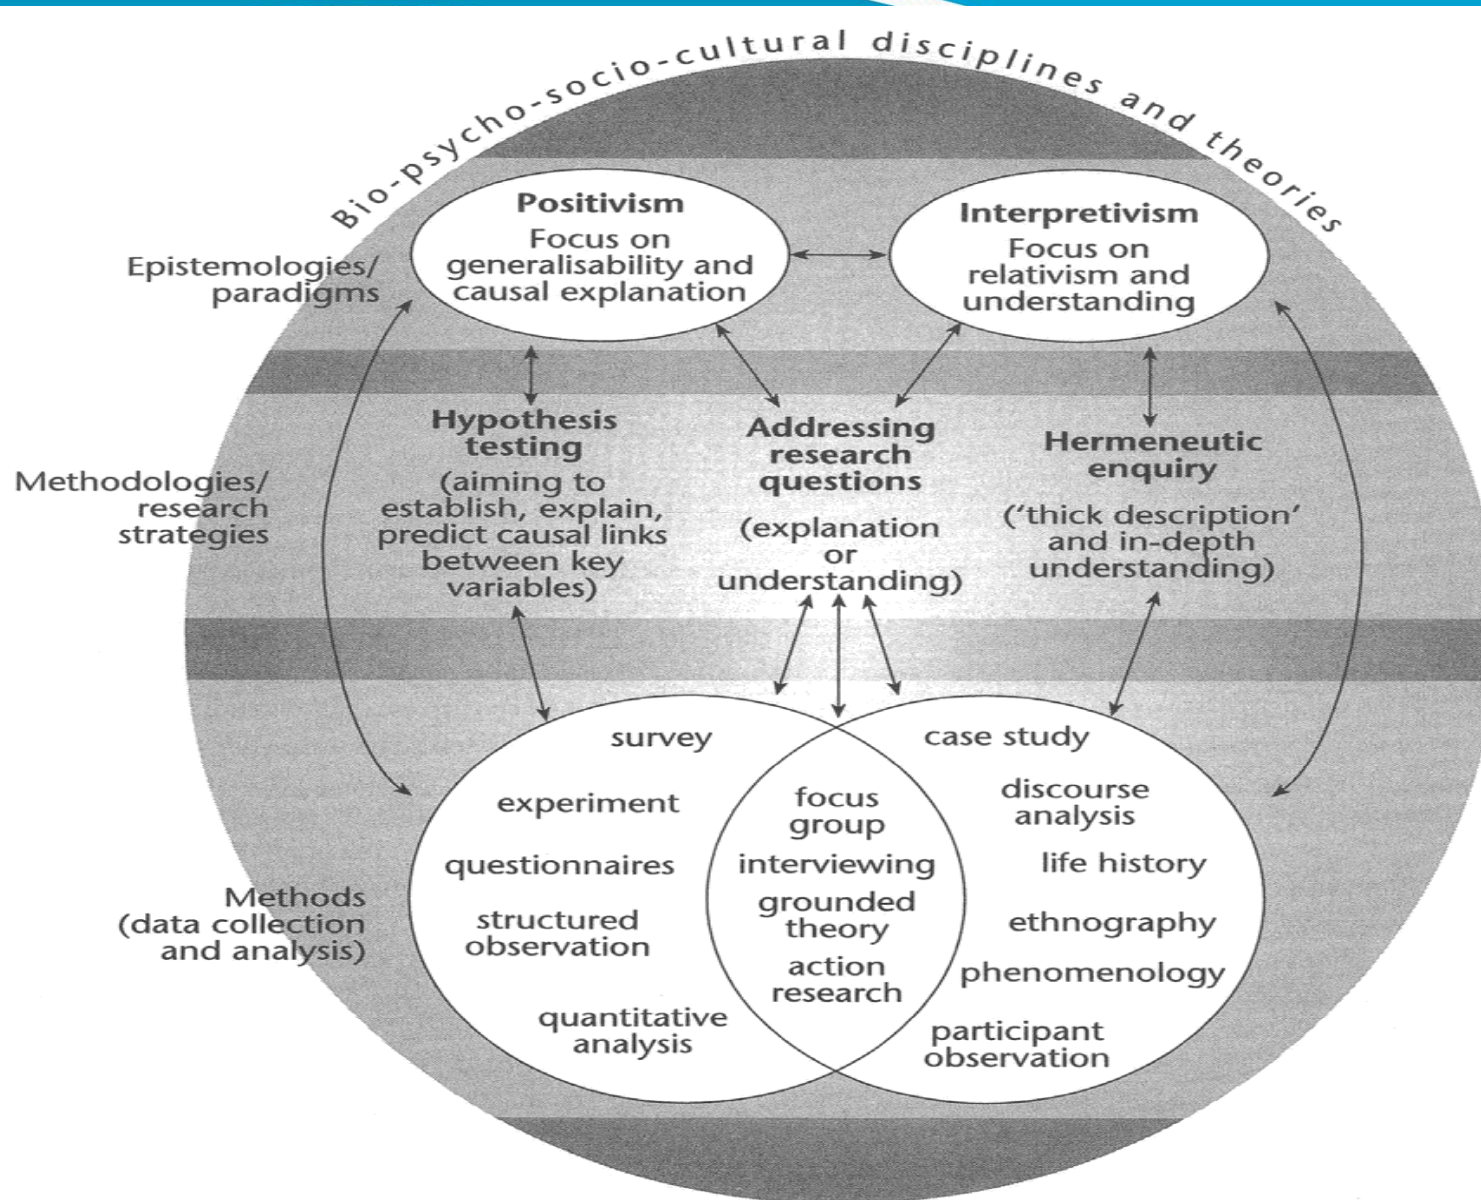 Bio-psycho-socio-cultural disciplines and theories
Epistemologies/
paradigms
Positivism
Focus on
generalisability and
causal explanation
Interpretivism
Focus on
relativism and
understanding
Methodologies/
research
strategies
Hypothesis
testing
(aiming to
establish, explain,
predict causal links
between key
variables)
Addressing
research
questions
(explanation
or
understanding)
Hermeneutic
enquiry
(‘thick description’
and in-depth
understanding)
Methods
(data collection
and analysis)
survey
experiment
questionnaires
structured
observation
quantitative
analysis
focus
group
interviewing
grounded
theory
action
research
case study
discourse
analysis
life history
ethnography
phenomenology
participant
observation